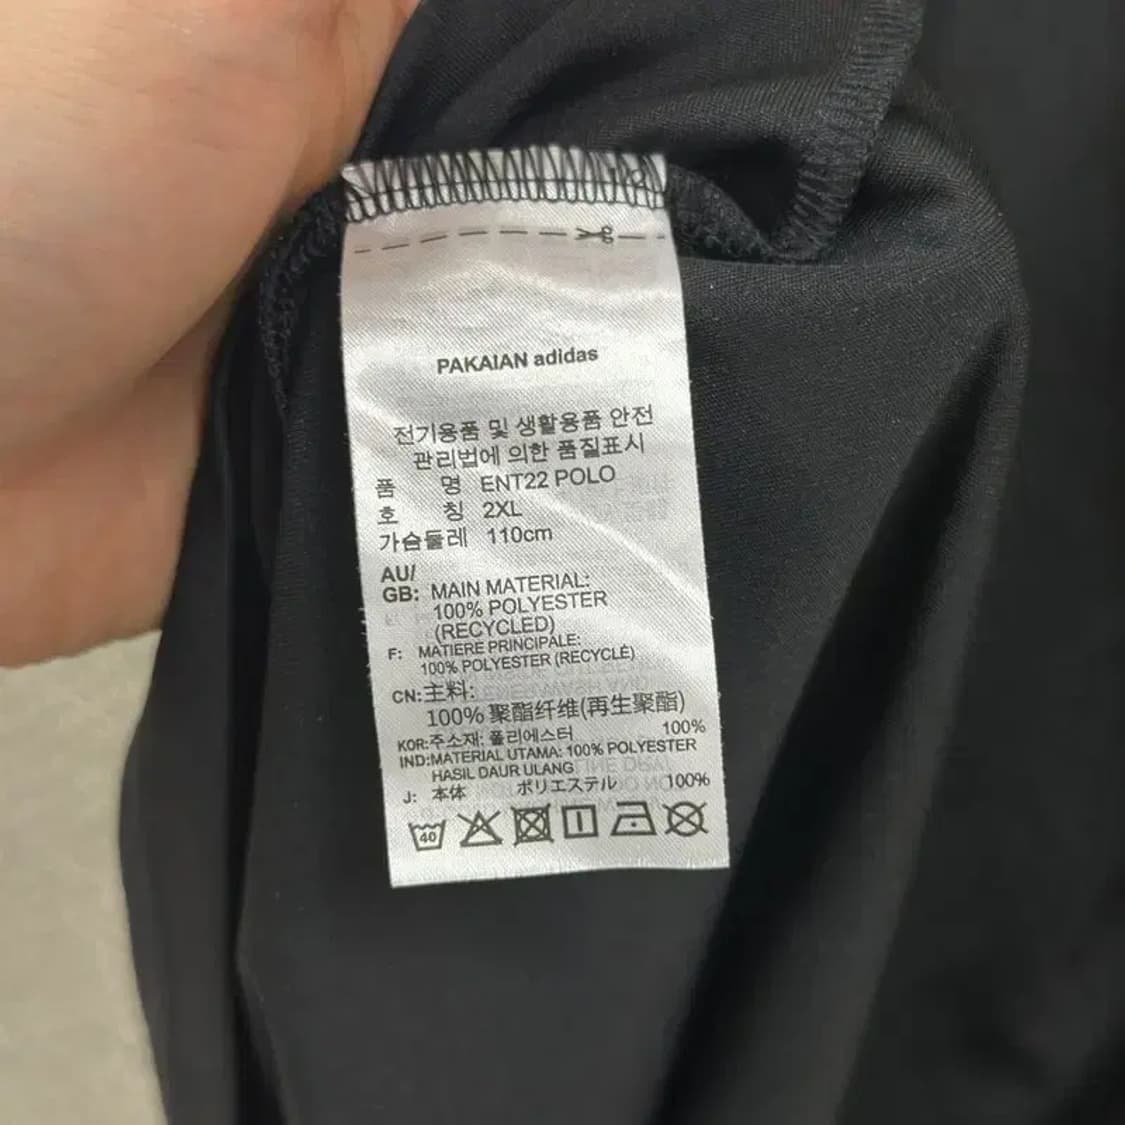 PAKAIAN adidas
전기용품 및 생활용품 안전
관리법에 의한 품질표시
품 명 ENT22 POLO
호 칭 2XL
가슴둘레 110cm
AU/
GB: MAIN MATERIAL:
100% POLYESTER
(RECYCLED)
F: MATIERE PRINCIPALE:
100% POLYESTER (RECYCLÉ)
CN:主料:
100% 聚酯纤维(再生聚酯)
KOR:주소재: 폴리에스터 100%
IND:MATERIAL UTAMA: 100% POLYESTER
HASIL DAUR ULANG
J: 本体 ポリエステル 100%
40